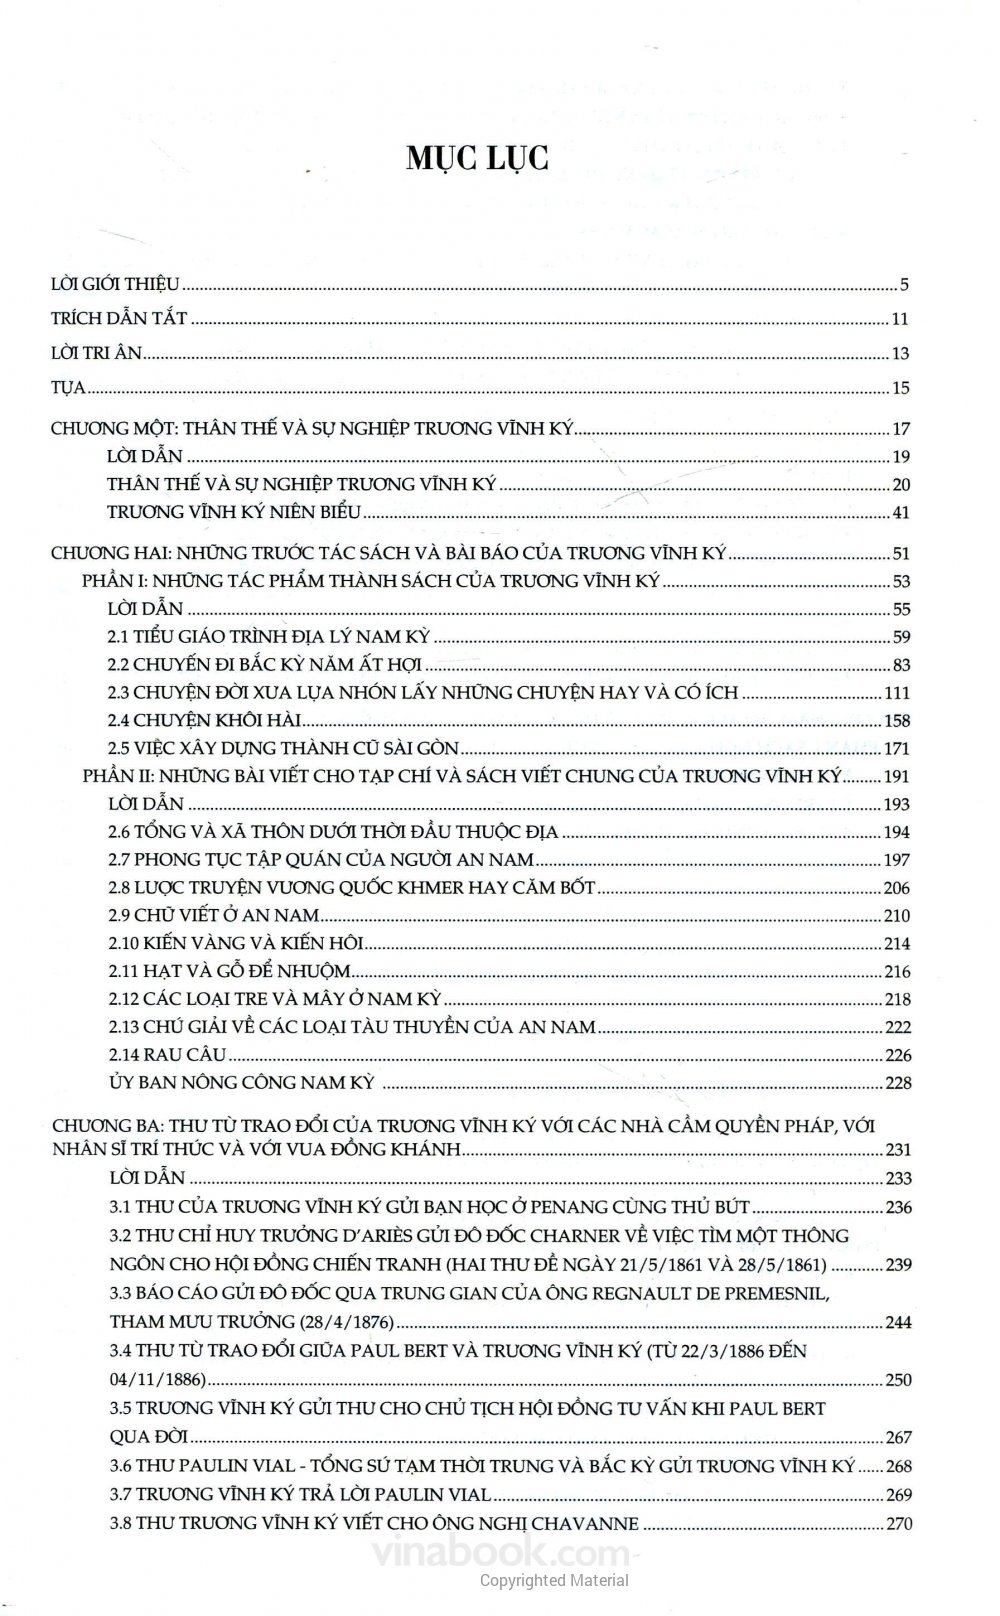 MỤC LỤC
LỜI GIỚI THIỆU 5
TRÍCH DẪN TẮT 11
LỜI TRI ÂN 13
TỰA 15
CHƯƠNG MỘT: THÂN THẾ VÀ SỰ NGHIỆP TRƯƠNG VĨNH KÝ 17
LỜI DẪN 19
THÂN THẾ VÀ SỰ NGHIỆP TRƯƠNG VĨNH KÝ 20
TRƯƠNG VĨNH KÝ NIÊN BIỂU 41
CHƯƠNG HAI: NHỮNG TRƯỚC TÁC SÁCH VÀ BÀI BÁO CỦA TRƯƠNG VĨNH KÝ 51
PHẦN I: NHỮNG TÁC PHẨM THÀNH SÁCH CỦA TRƯƠNG VĨNH KÝ 53
LỜI DẪN 55
2.1 TIỂU GIÁO TRÌNH ĐỊA LÝ NAM KỲ 59
2.2 CHUYẾN ĐI BẮC KỲ NĂM ẤT HỢI 83
2.3 CHUYỆN ĐỜI XƯA LỰA NHÓN LẤY NHỮNG CHUYỆN HAY VÀ CÓ ÍCH 111
2.4 CHUYỆN KHÔI HÀI 158
2.5 VIỆC XÂY DỰNG THÀNH CŨ SÀI GÒN 171
PHẦN II: NHỮNG BÀI VIẾT CHO TẠP CHÍ VÀ SÁCH VIẾT CHUNG CỦA TRƯƠNG VĨNH KÝ 191
LỜI DẪN 193
2.6 TỔNG VÀ XÃ THÔN DƯỚI THỜI ĐẦU THUỘC ĐỊA 194
2.7 PHONG TỤC TẬP QUÁN CỦA NGƯỜI AN NAM 197
2.8 LƯỢC TRUYỆN VƯƠNG QUỐC KHMER HAY CĂM BỐT 206
2.9 CHỮ VIẾT Ở AN NAM 210
2.10 KIẾN VÀNG VÀ KIẾN HÔI 214
2.11 HẠT VÀ GỖ ĐỂ NHUỘM 216
2.12 CÁC LOẠI TRE VÀ MÂY Ở NAM KỲ 218
2.13 CHÚ GIẢI VỀ CÁC LOẠI TÀU THUYỀN CỦA AN NAM 222
2.14 RAU CÂU 226
ỦY BAN NÔNG CÔNG NAM KỲ 228
CHƯƠNG BA: THƯ TỪ TRAO ĐỔI CỦA TRƯƠNG VĨNH KÝ VỚI CÁC NHÀ CẦM QUYỀN PHÁP, VỚI
NHÂN SĨ TRÍ THỨC VÀ VỚI VUA ĐỒNG KHÁNH 231
LỜI DẪN 233
3.1 THƯ CỦA TRƯƠNG VĨNH KÝ GỬI BẠN HỌC Ở PENANG CÙNG THỦ BÚT 236
3.2 THƯ CHỈ HUY TRƯỞNG D'ARIÈS GỬI ĐÔ ĐỐC CHARNER VỀ VIỆC TÌM MỘT THÔNG
NGÔN CHO HỘI ĐỒNG CHIẾN TRANH (HAI THƯ ĐỀ NGÀY 21/5/1861 VÀ 28/5/1861) 239
3.3 BÁO CÁO GỬI ĐÔ ĐỐC QUA TRUNG GIAN CỦA ÔNG REGNAULT DE PREMESNIL,
THAM MƯU TRƯỞNG (28/4/1876) 244
3.4 THƯ TỪ TRAO ĐỔI GIỮA PAUL BERT VÀ TRƯƠNG VĨNH KÝ (TỪ 22/3/1886 ĐẾN
04/11/1886) 250
3.5 TRƯƠNG VĨNH KÝ GỬI THƯ CHO CHỦ TỊCH HỘI ĐỒNG TƯ VẤN KHI PAUL BERT
QUA ĐỜI 267
3.6 THƯ PAULIN VIAL - TỔNG SỨ TẠM THỜI TRUNG VÀ BẮC KỲ GỬI TRƯƠNG VĨNH KÝ 268
3.7 TRƯƠNG VĨNH KÝ TRẢ LỜI PAULIN VIAL 269
3.8 THƯ TRƯƠNG VĨNH KÝ VIẾT CHO ÔNG NGHỊ CHAVANNE 270
vinabook.com
Copyrighted Material